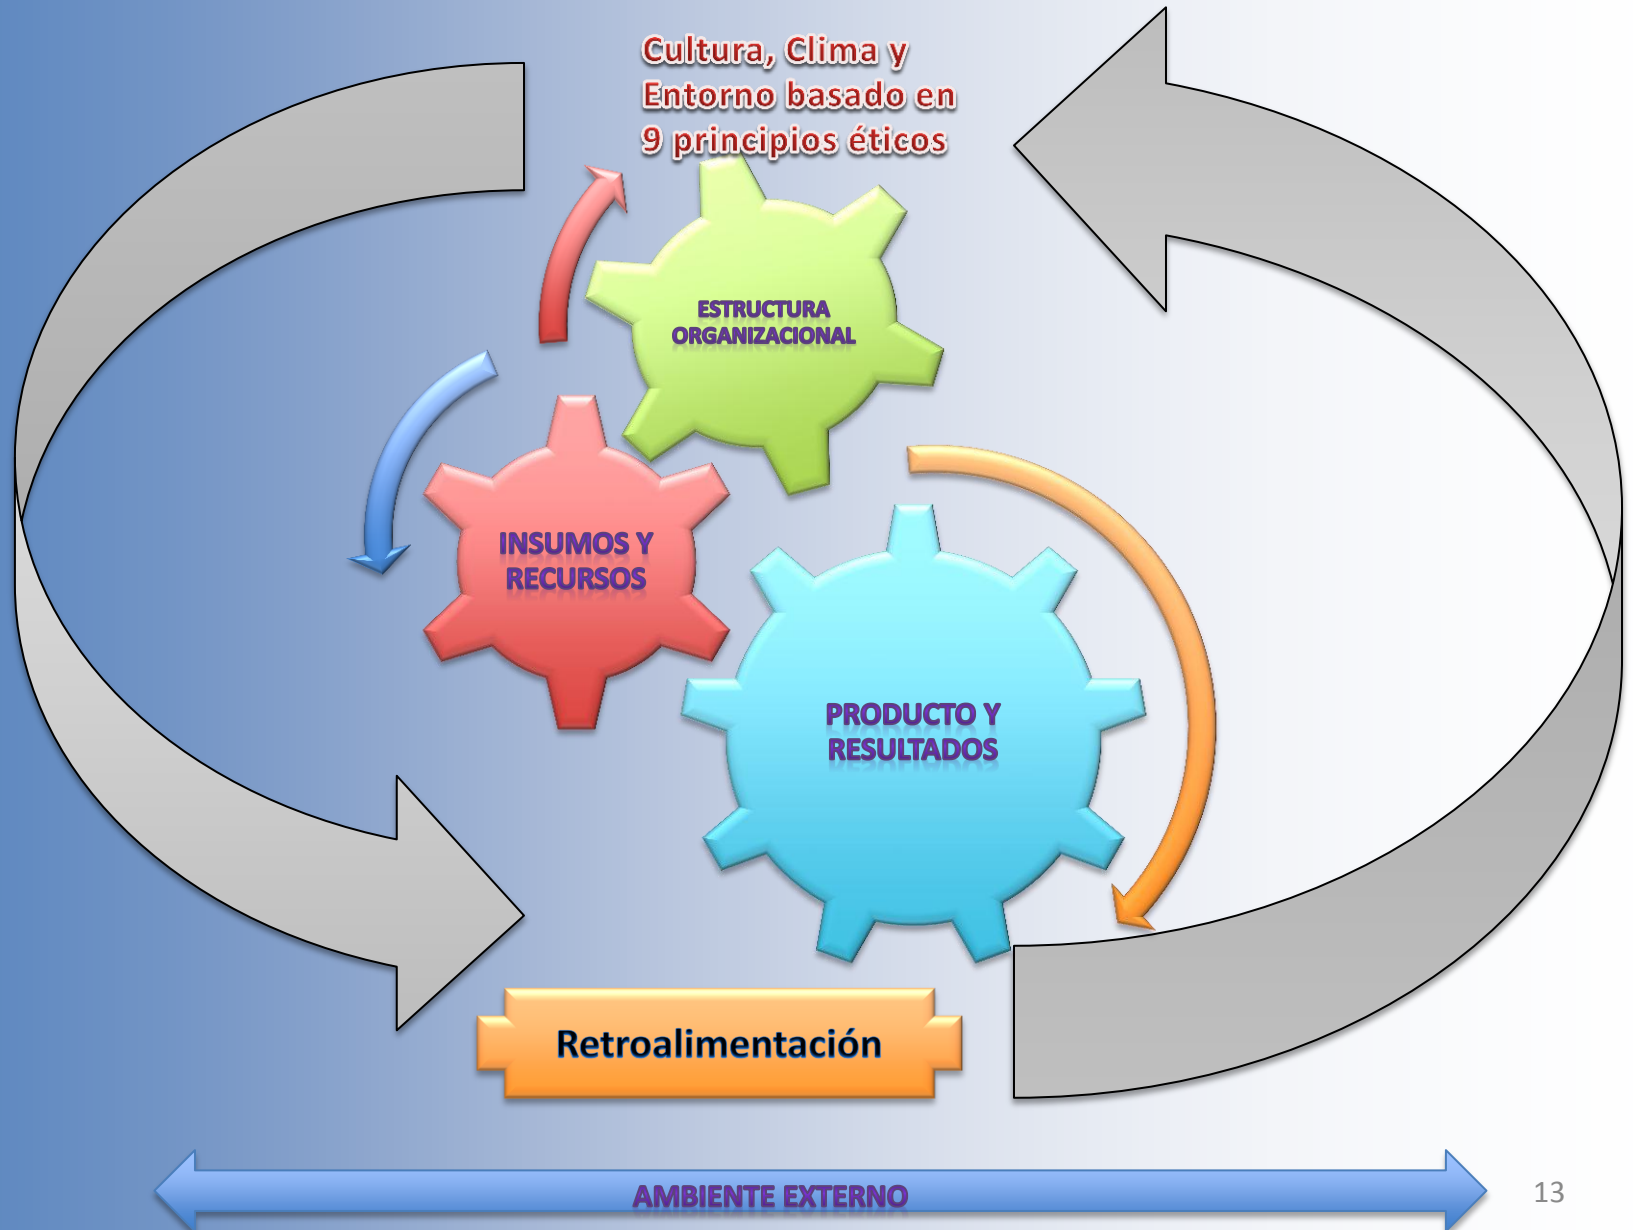 Cultura, Clima y
Entorno basado en
9 principios éticos
ESTRUCTURA
ORGANIZACIONAL
INSUMOS Y
RECURSOS
PRODUCTO Y
RESULTADOS
Retroalimentación
AMBIENTE EXTERNO
13